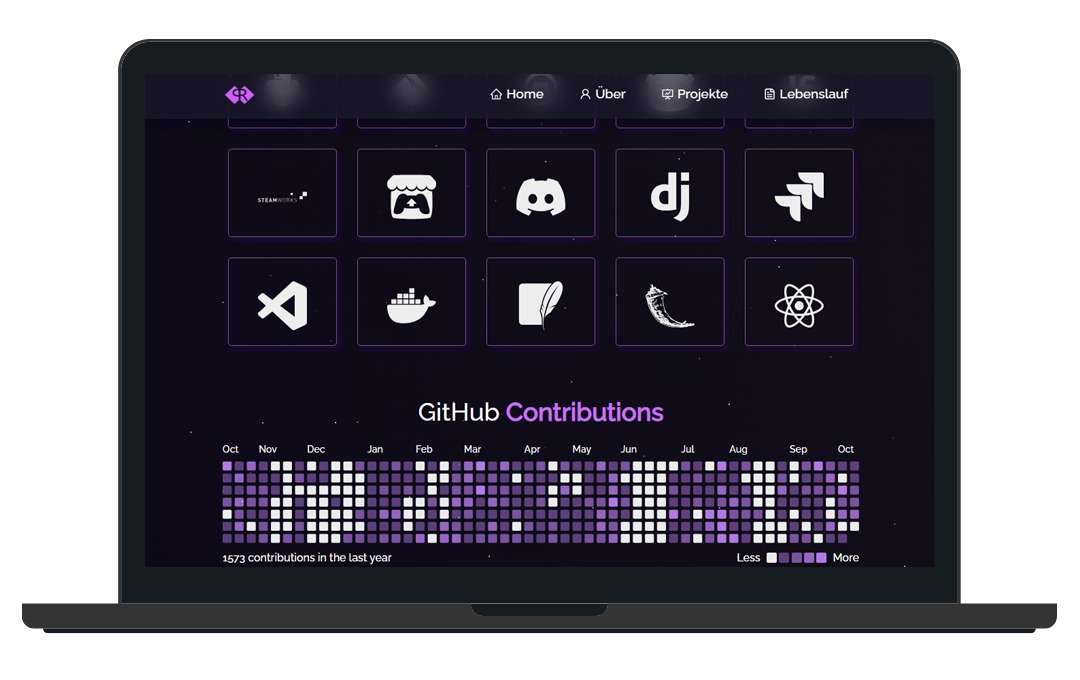 Home Über Projekte Lebenslauf
STEAMWORKS
dj
GitHub Contributions
Oct Nov Dec Jan Feb Mar Apr May Jun Jul Aug Sep Oct
1573 contributions in the last year
Less More